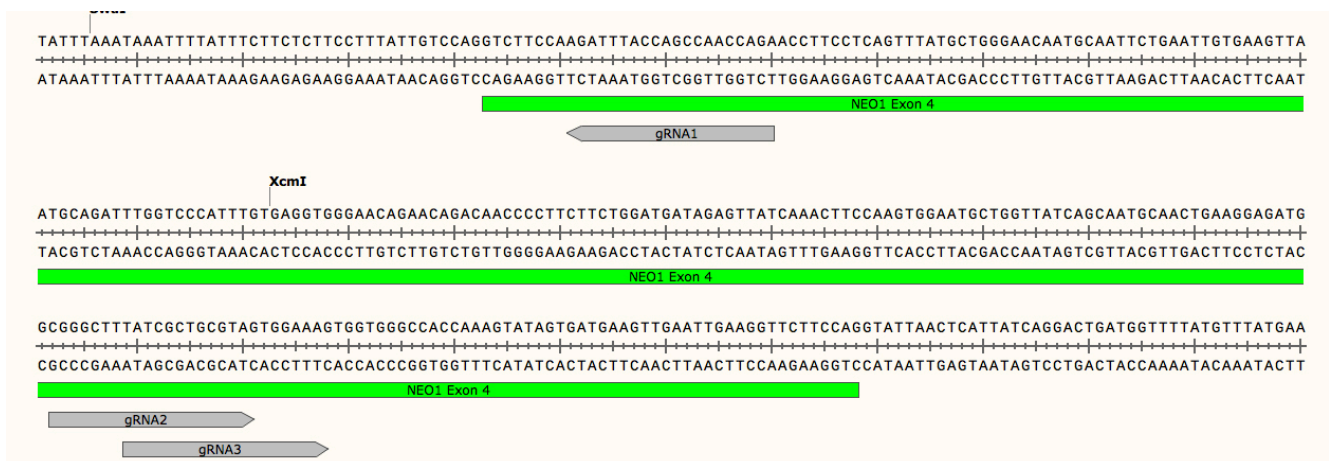 SwaI
TATTTAAATAAATTTTATTTCTTCTCTTCCTTTATTGTCCAGGTCTTCCAAGATTTACCAGCCAACCAGAACCTTCCTCAGTTTATGCTGGGAACAATGCAATTCTGAATTGTGAAGTTA
ATAAATTTATTTAAAATAAAGAAGAGAAGGAAATAACAGGTCCAGAAGGTTCTAAATGGTCGGTTGGTCTTGGAAGGAGTCAAATACGACCCTTGTTACGTTAAGACTTAACACTTCAAT
NEO1 Exon 4
gRNA1
XcmI
ATGCAGATTTGGTCCCATTTGTGAGGTGGGAACAGAACAGACAACCCCTTCTTCTGGATGATAGAGTTATCAAACTTCCAAGTGGAATGCTGGTTATCAGCAATGCAACTGAAGGAGATG
TACGTCTAAACCAGGGTAAACACTCCACCCTTGTCTTGTCTGTTGGGGAAGAAGACCTACTATCTCAATAGTTTGAAGGTTCACCTTACGACCAATAGTCGTTACGTTGACTTCCTCTAC
NEO1 Exon 4
GCGGGCTTTATCGCTGCGTAGTGGAAAGTGGTGGGCCACCAAAGTATAGTGATGAAGTTGAATTGAAGGTTCTTCCAGGTATTAACTCATTATCAGGACTGATGGTTTTATGTTTATGAA
CGCCCGAAATAGCGACGCATCACCTTTCACCACCCGGTGGTTTCATATCACTACTTCAACTTAACTTCCAAGAAGGTCCATAATTGAGTAATAGTCCTGACTACCAAAATACAAATACTT
NEO1 Exon 4
gRNA2
gRNA3